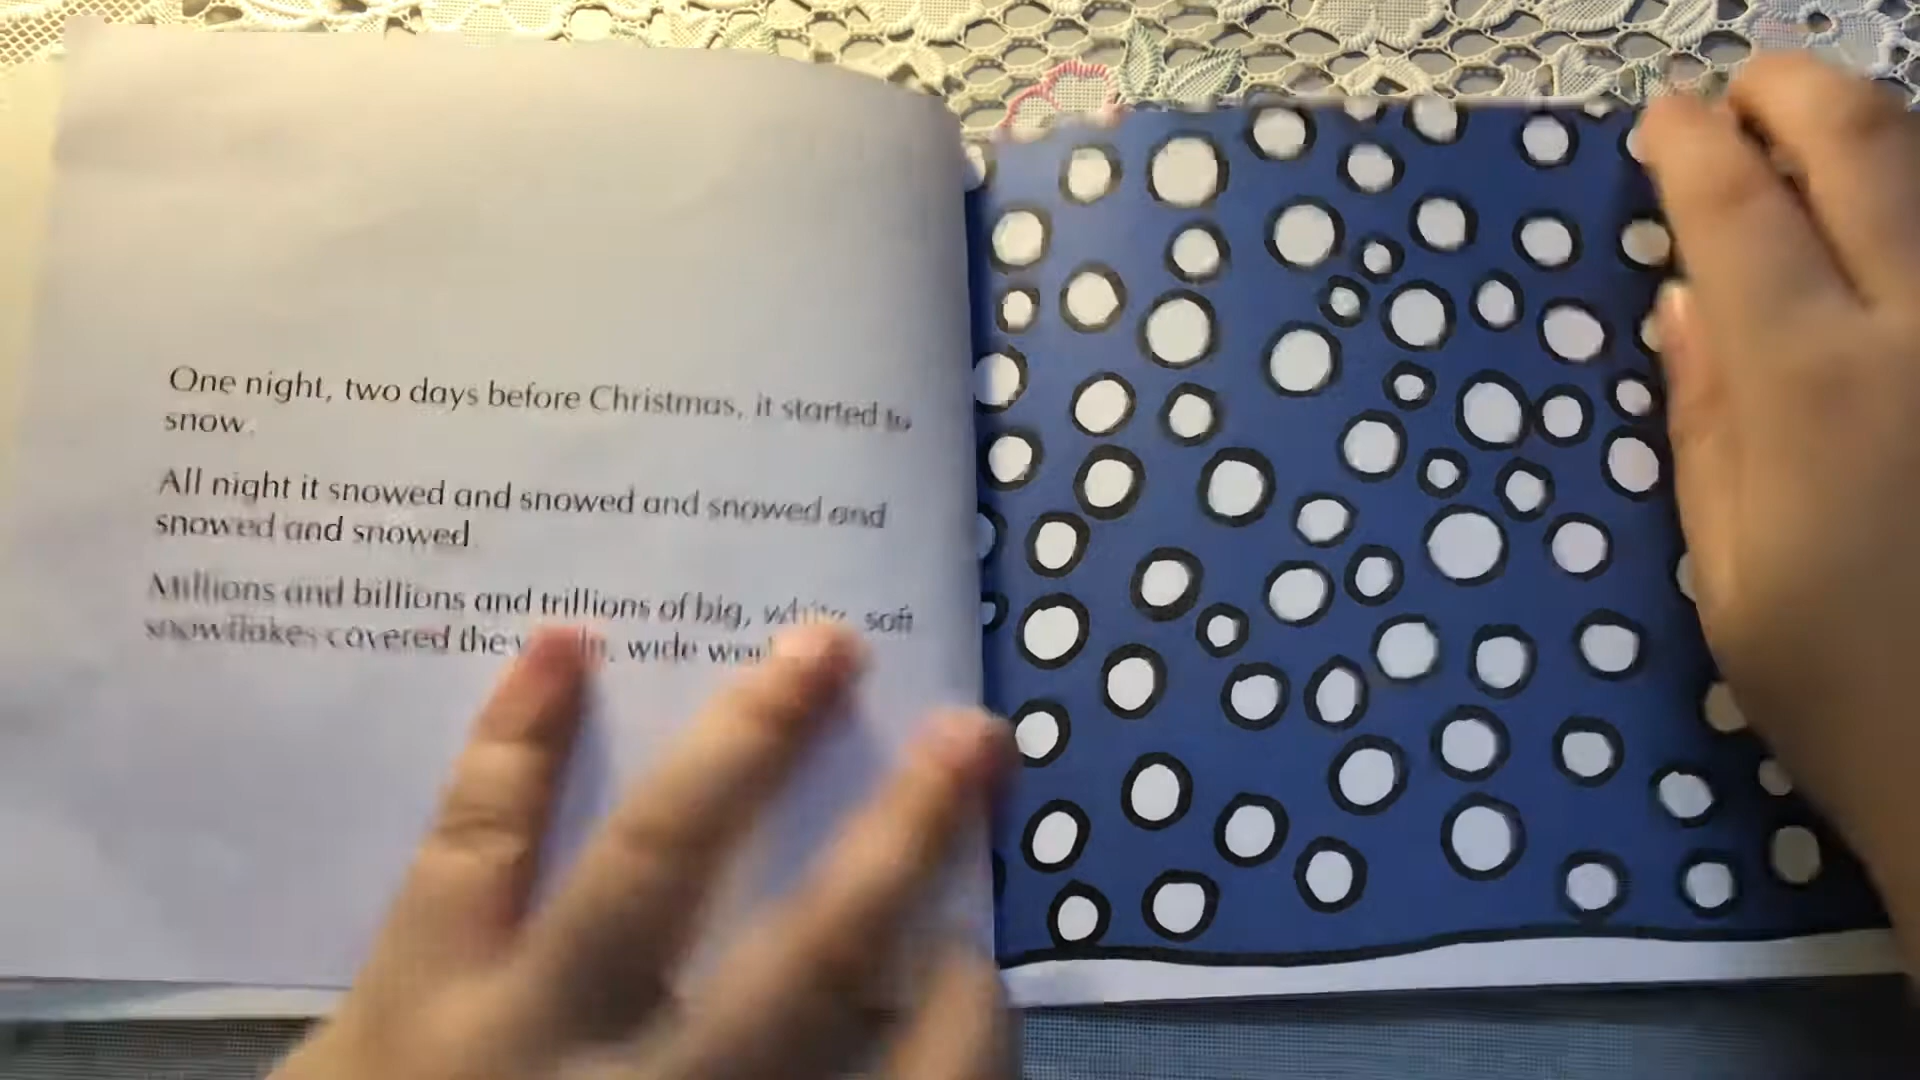 One night, two days before Christmas, it started to
snow.
All night it snowed and snowed and snowed and
snowed and snowed.
Millions and billions and trillions of big, white, soft
snowflakes covered the wide